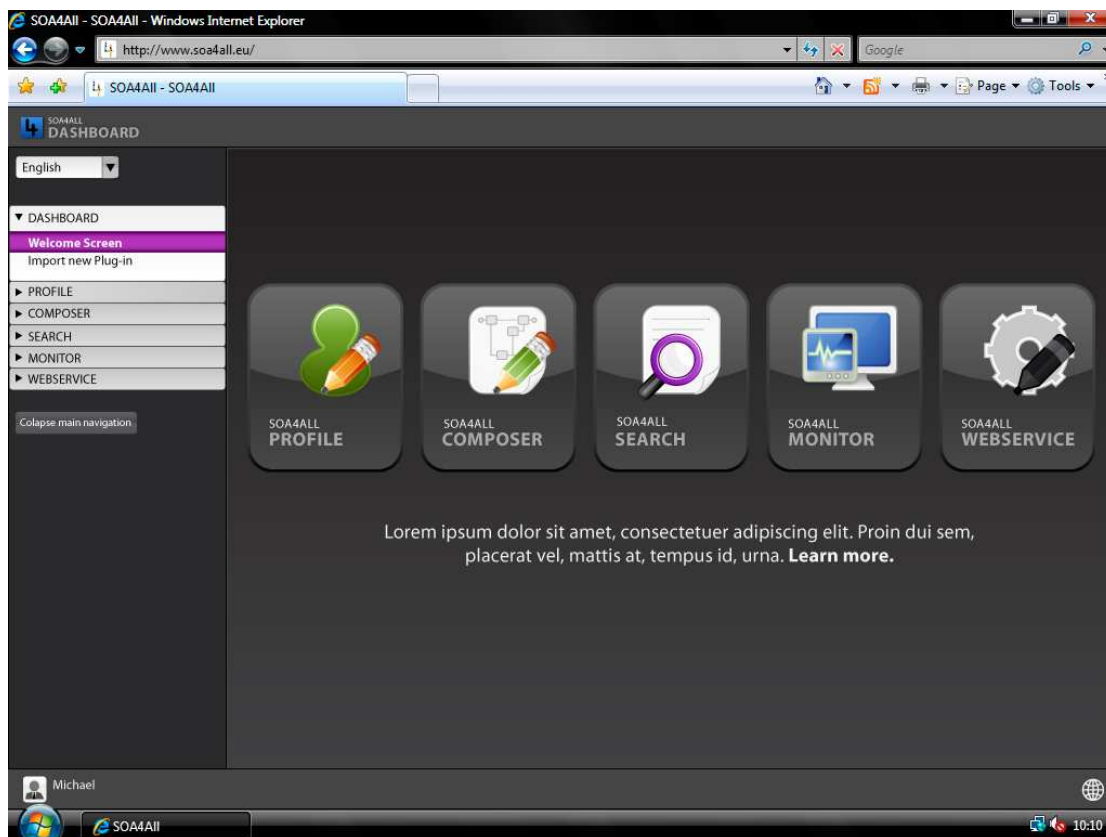 SOA4All - SOA4All - Windows Internet Explorer
http://www.soa4all.eu/
Google
SOA4All - SOA4All
Page
Tools
SOA4ALL
DASHBOARD
English
DASHBOARD
Welcome Screen
Import new Plug-in
PROFILE
COMPOSER
SEARCH
MONITOR
WEBSERVICE
Colapse main navigation
SOA4ALL
PROFILE
SOA4ALL
COMPOSER
SOA4ALL
SEARCH
SOA4ALL
MONITOR
SOA4ALL
WEBSERVICE
Lorem ipsum dolor sit amet, consectetuer adipiscing elit. Proin dui sem,
placerat vel, mattis at, tempus id, urna. Learn more.
Michael
SOA4All
10:10